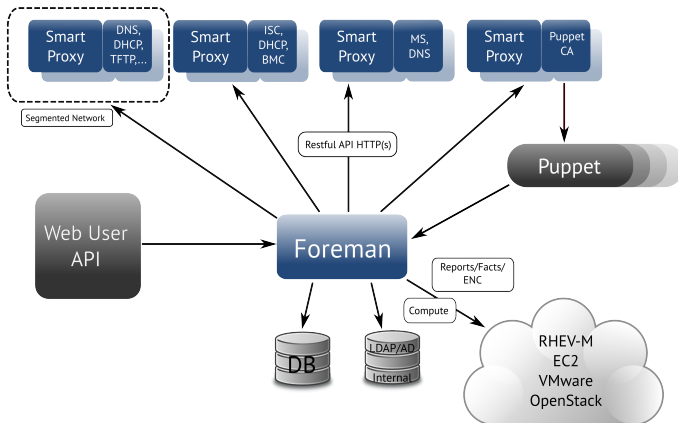 Smart
Proxy
DNS,
DHCP,
TFTP,...
Smart
Proxy
ISC,
DHCP,
BMC
Smart
Proxy
MS,
DNS
Smart
Proxy
Puppet
CA
Segmented Network
Restful API HTTP(s)
Puppet
Web User
API
Foreman
Reports/Facts/
ENC
Compute
DB
LDAP/AD
Internal
RHEV-M
EC2
VMware
OpenStack